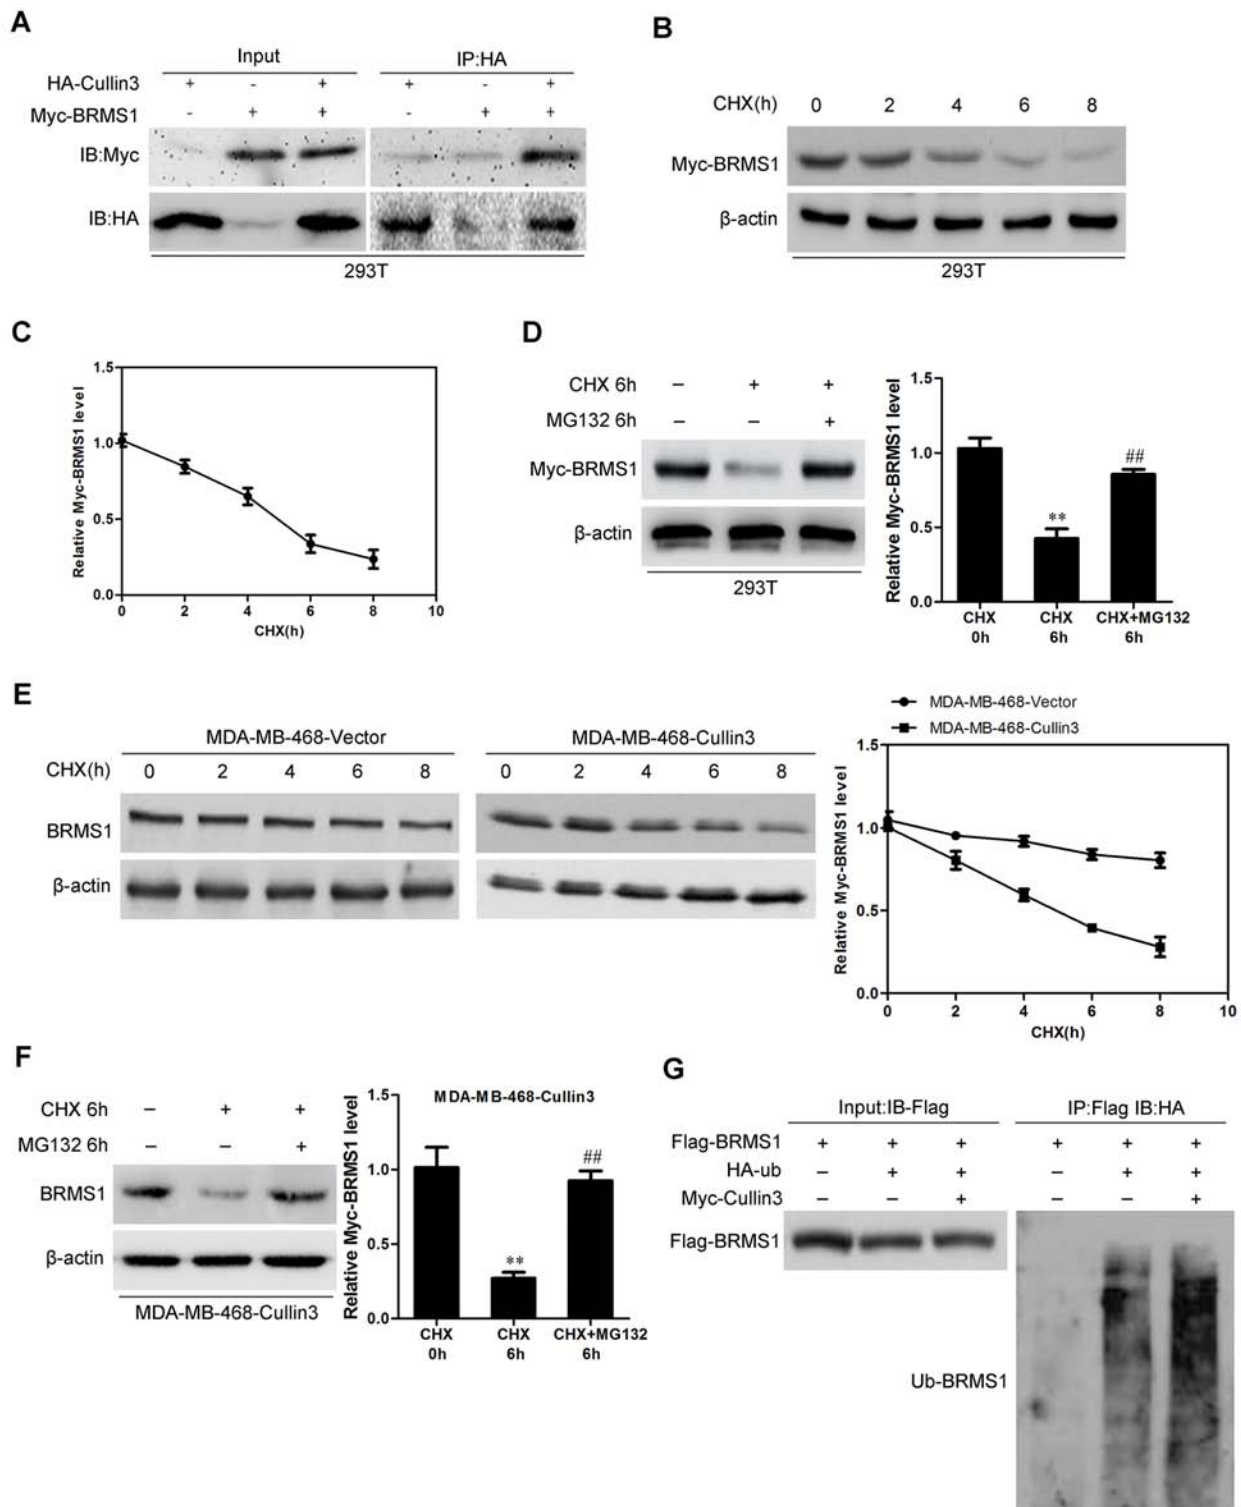 A
Input IP:HA
HA-Cullin3 + - + + - +
Myc-BRMS1 - + + - + +
IB:Myc
IB:HA
293T
B
CHX(h) 0 2 4 6 8
Myc-BRMS1
β-actin
293T
C
Relative Myc-BRMS1 level
1.5
1.0
0.5
0.0
0 2 4 6 8 10
CHX(h)
D
CHX 6h – + +
MG132 6h – – +
Myc-BRMS1
β-actin
293T
Relative Myc-BRMS1 level
1.5
1.0
0.5
0.0
**
##
CHX CHX CHX+MG132
0h 6h 6h
E
MDA-MB-468-Vector MDA-MB-468-Cullin3
CHX(h) 0 2 4 6 8 0 2 4 6 8
BRMS1
β-actin
MDA-MB-468-Vector
MDA-MB-468-Cullin3
Relative Myc-BRMS1 level
1.5
1.0
0.5
0.0
0 2 4 6 8 10
CHX(h)
F
CHX 6h – + +
MG132 6h – – +
BRMS1
β-actin
MDA-MB-468-Cullin3
MDA-MB-468-Cullin3
Relative Myc-BRMS1 level
1.5
1.0
0.5
0.0
**
##
CHX CHX CHX+MG132
0h 6h 6h
G
Input:IB-Flag IP:Flag IB:HA
Flag-BRMS1 + + + + + +
HA-ub – + + – + +
Myc-Cullin3 – – + – – +
Flag-BRMS1
Ub-BRMS1